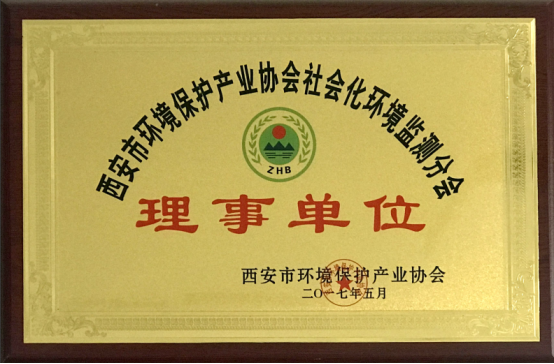 西安市环境保护产业协会社会化环境监测分会
ZHB
理事单位
西安市环境保护产业协会
二〇一七年五月